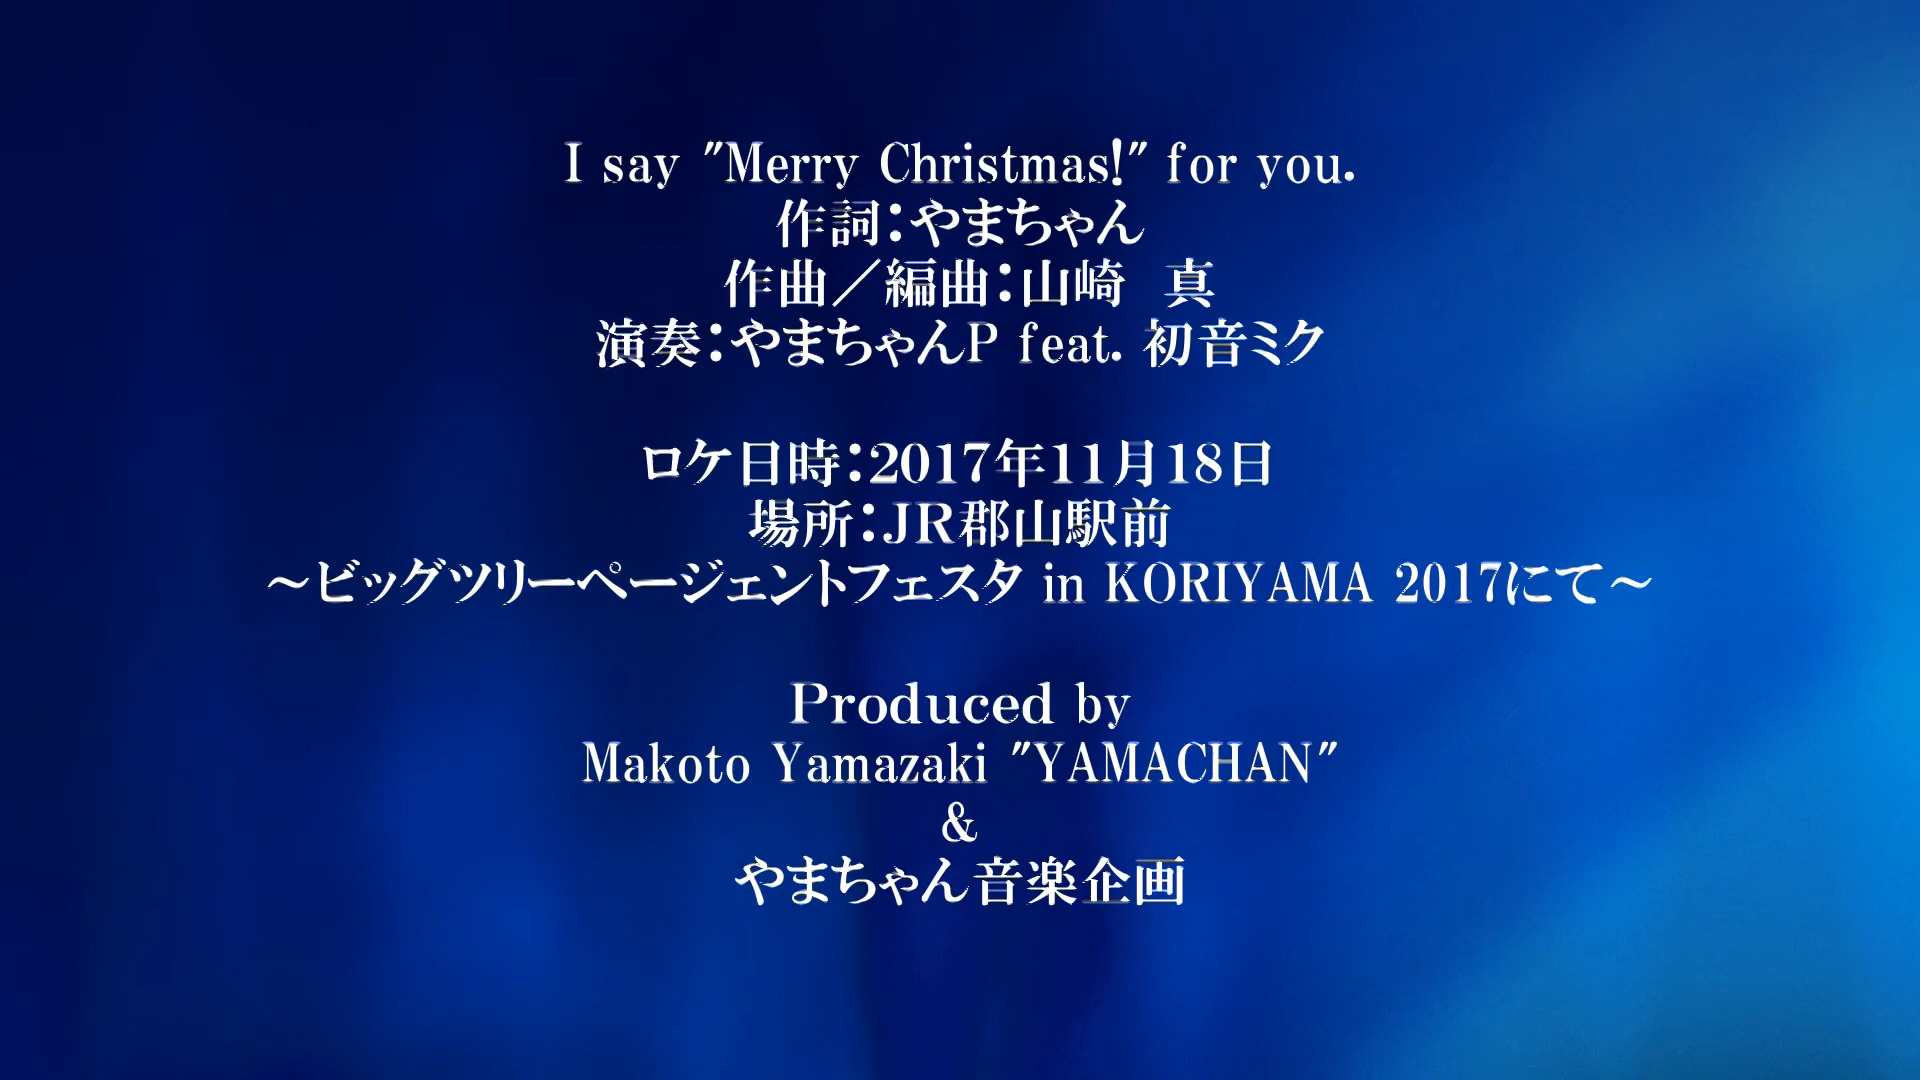 I say "Merry Christmas!" for you.
作詞：やまちゃん
作曲／編曲：山崎　真
演奏：やまちゃんP feat. 初音ミク
ロケ日時：2017年11月18日
場所：JR郡山駅前
～ビッグツリーページェントフェスタ in KORIYAMA 2017にて～
Produced by
Makoto Yamazaki "YAMACHAN"
&
やまちゃん音楽企画